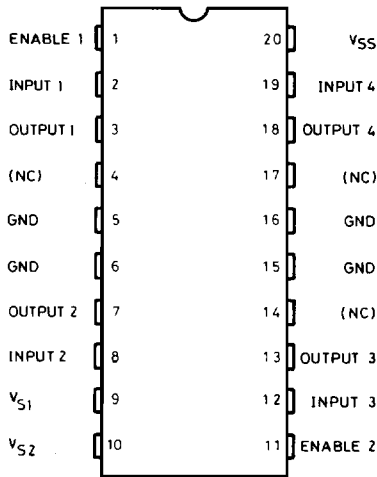 ENABLE 1 1 20 VSS
INPUT 1 2 19 INPUT 4
OUTPUT 1 3 18 OUTPUT 4
(NC) 4 17 (NC)
GND 5 16 GND
GND 6 15 GND
OUTPUT 2 7 14 (NC)
INPUT 2 8 13 OUTPUT 3
VS1 9 12 INPUT 3
VS2 10 11 ENABLE 2